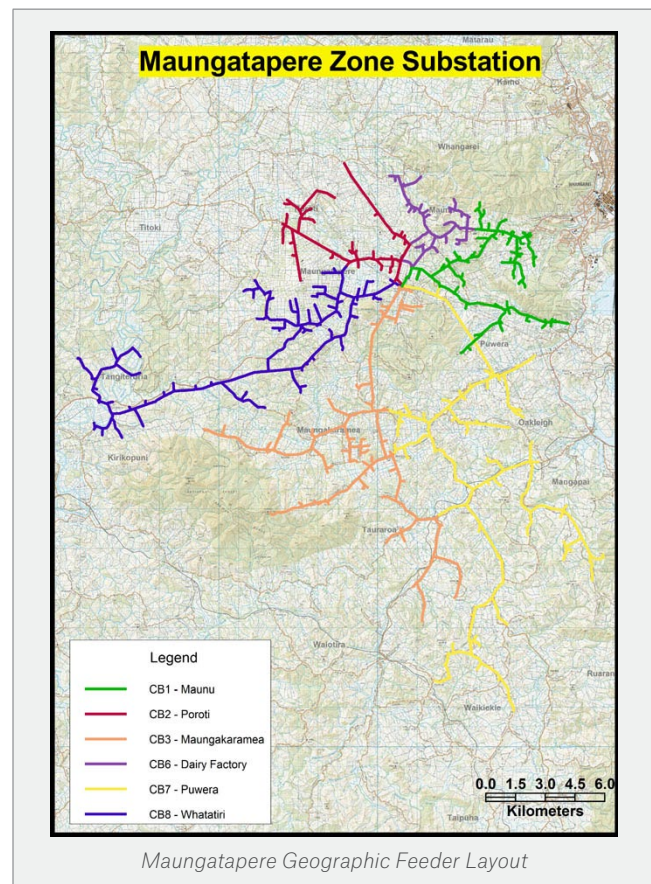 Maungatapere Zone Substation
Matarau
Kamo
Whangarei
Titoki
Maungatapere
Puwera
Tangiteroria
Oakleigh
Maungakaramea
Kirikopuni
Mangapai
Tauraroa
Waiotira
Ruaran
Waikiekie
Taipuha
Legend
CB1 - Maunu
CB2 - Poroti
CB3 - Maungakaramea
CB6 - Dairy Factory
CB7 - Puwera
CB8 - Whatatiri
0.0 1.5 3.0 4.5 6.0
Kilometers
Maungatapere Geographic Feeder Layout